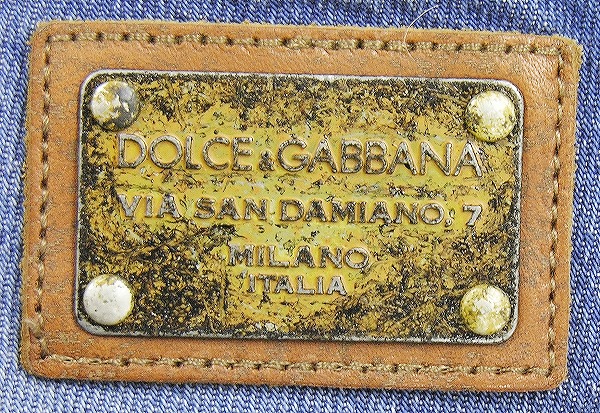 DOLCE & GABBANA
VIA SAN DAMIANO, 7
MILANO
ITALIA